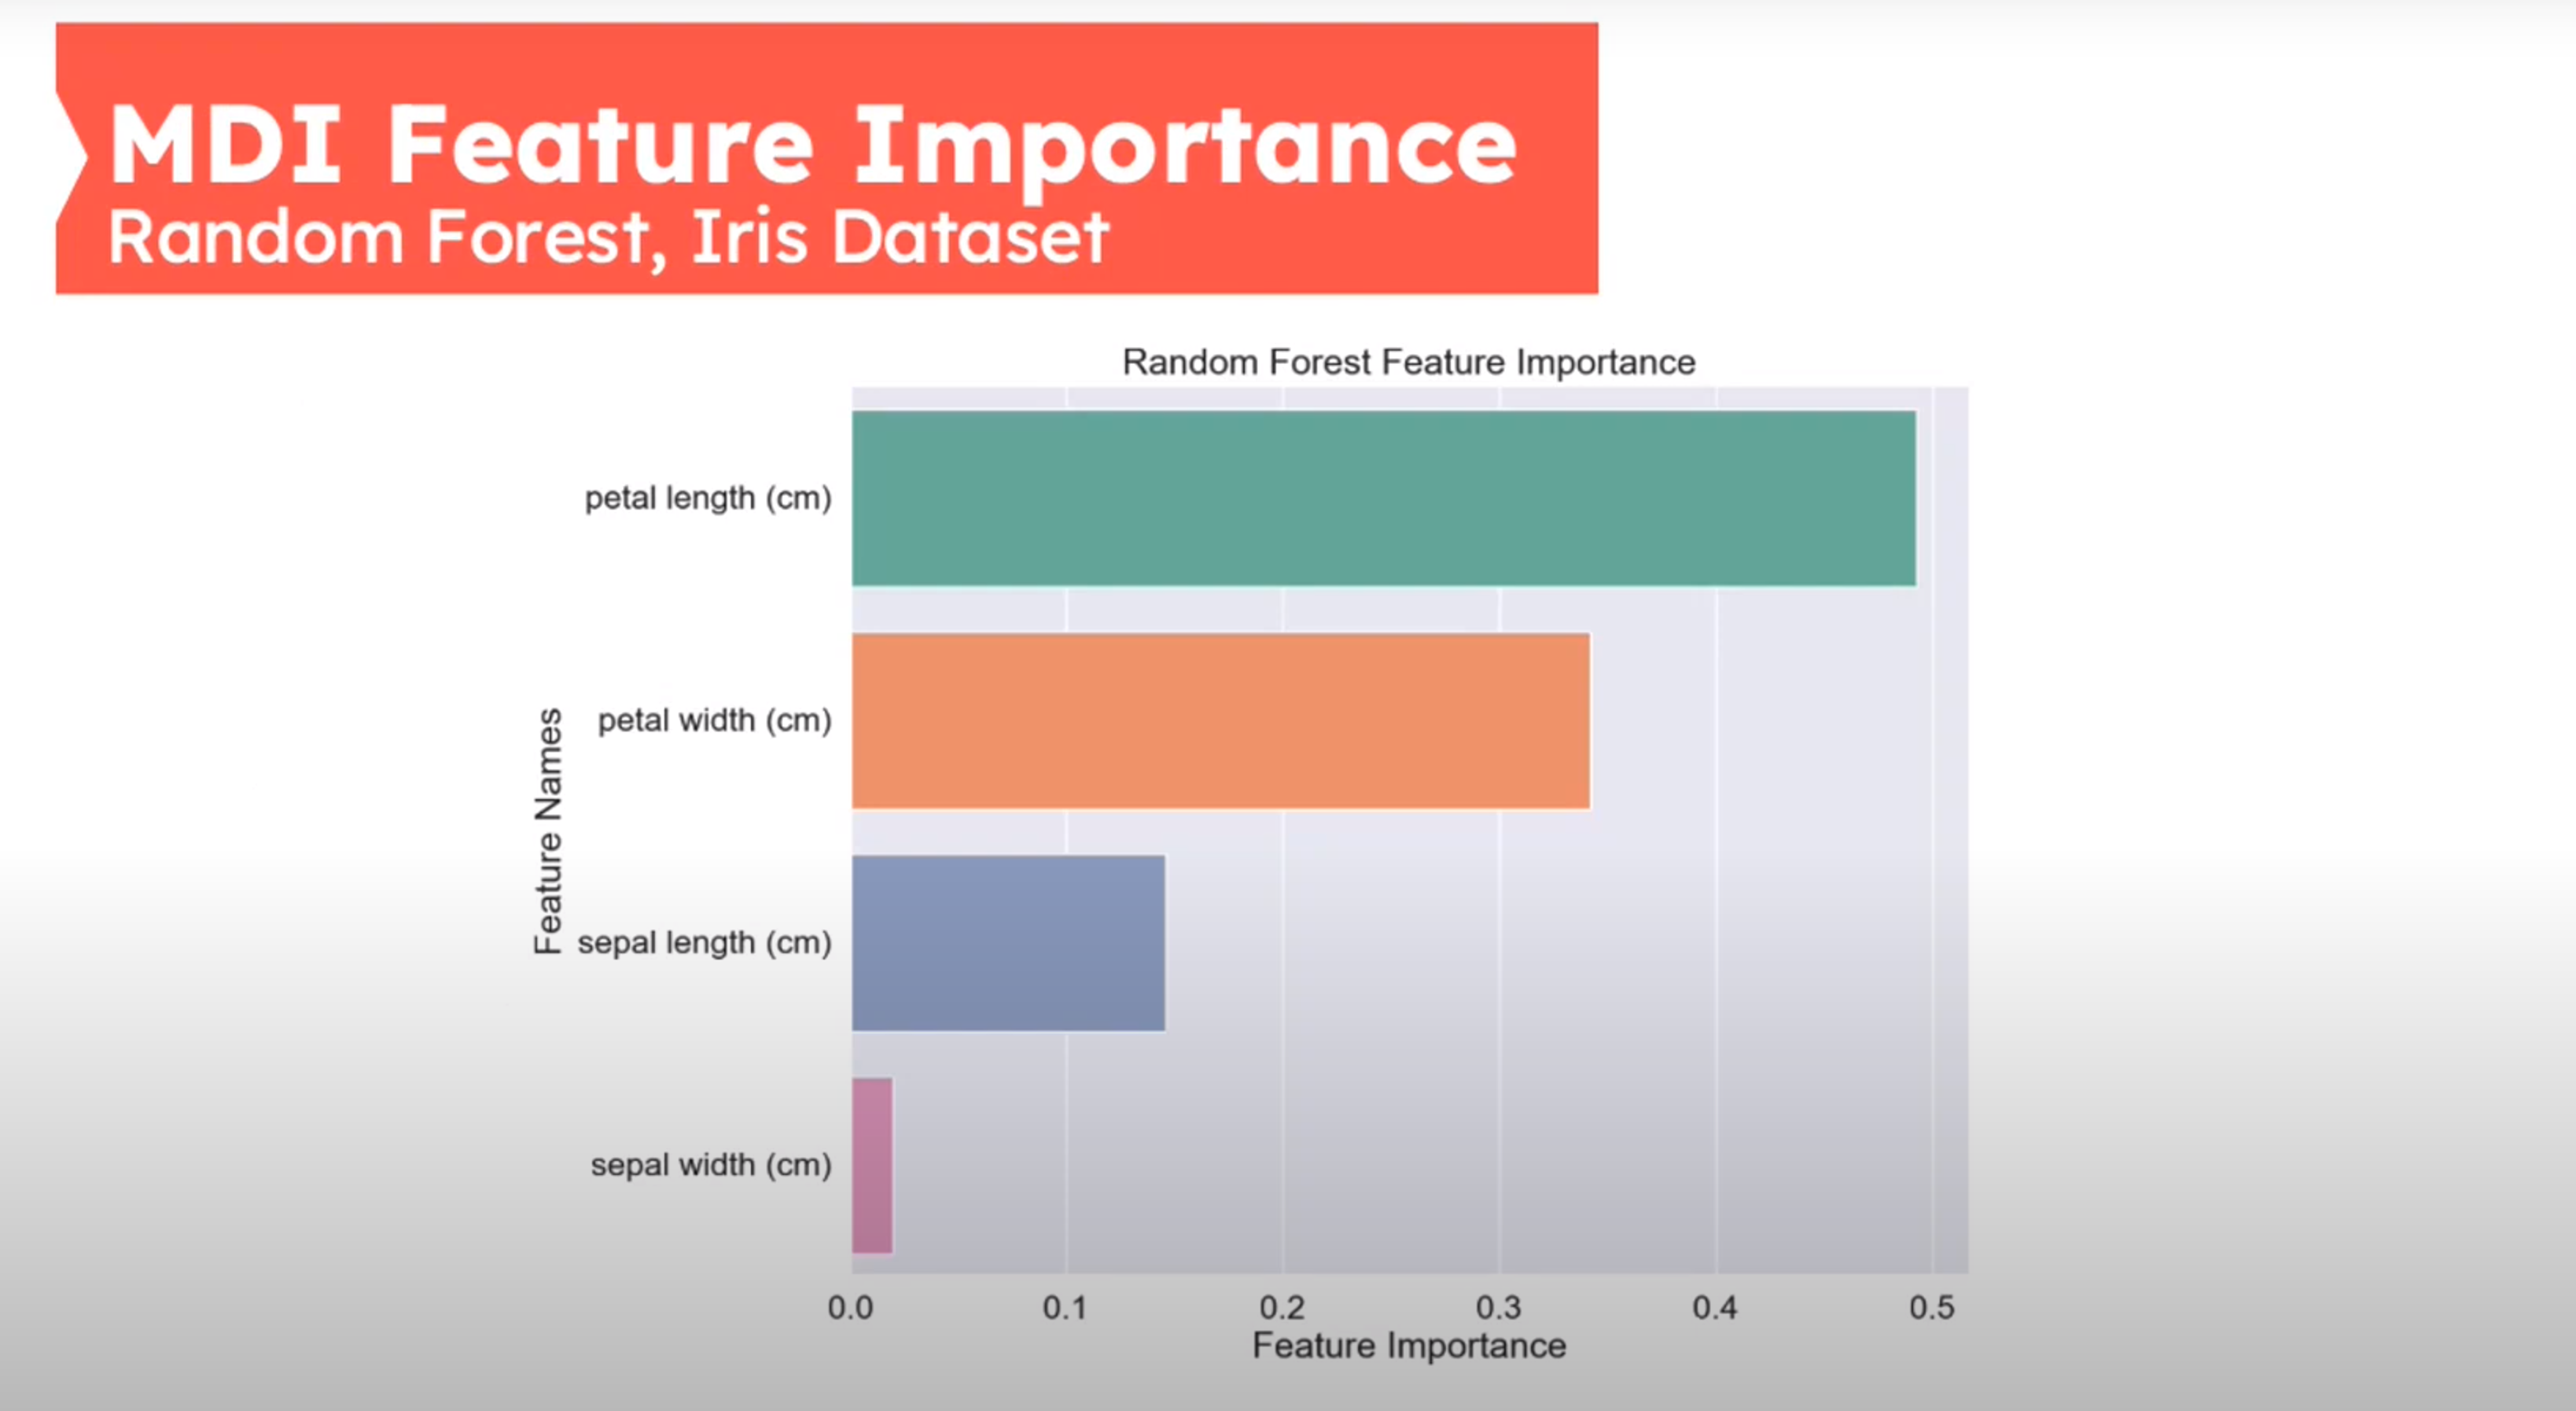 MDI Feature Importance
Random Forest, Iris Dataset
Random Forest Feature Importance
Feature Names
petal length (cm)
petal width (cm)
sepal length (cm)
sepal width (cm)
0.0 0.1 0.2 0.3 0.4 0.5
Feature Importance